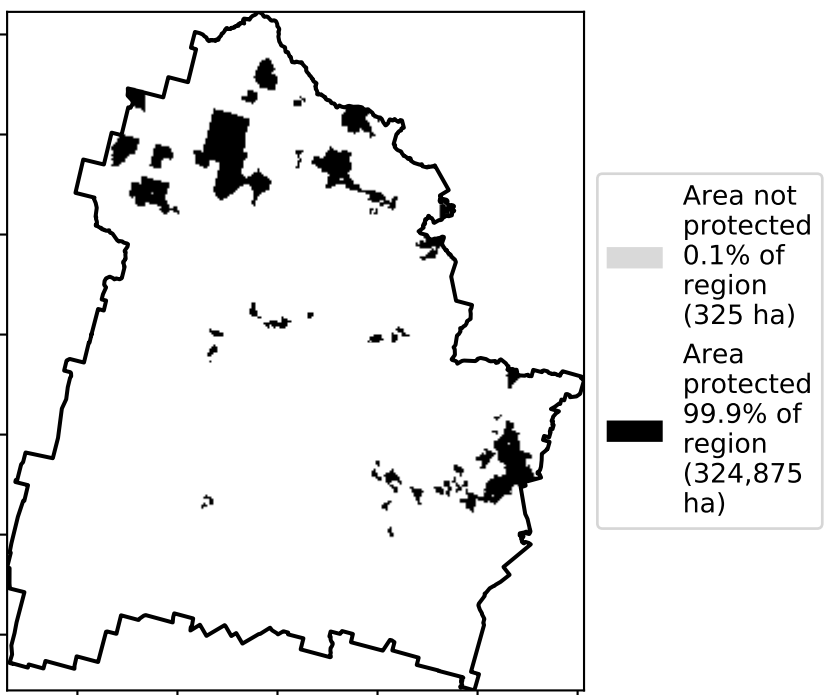 Area not
protected
0.1% of
region
(325 ha)
Area
protected
99.9% of
region
(324,875
ha)